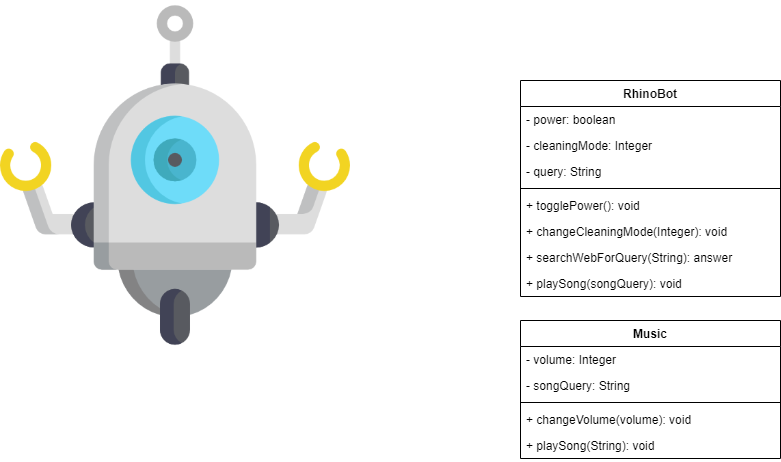 RhinoBot
- power: boolean
- cleaningMode: Integer
- query: String
+ togglePower(): void
+ changeCleaningMode(Integer): void
+ searchWebForQuery(String): answer
+ playSong(songQuery): void
Music
- volume: Integer
- songQuery: String
+ changeVolume(volume): void
+ playSong(String): void